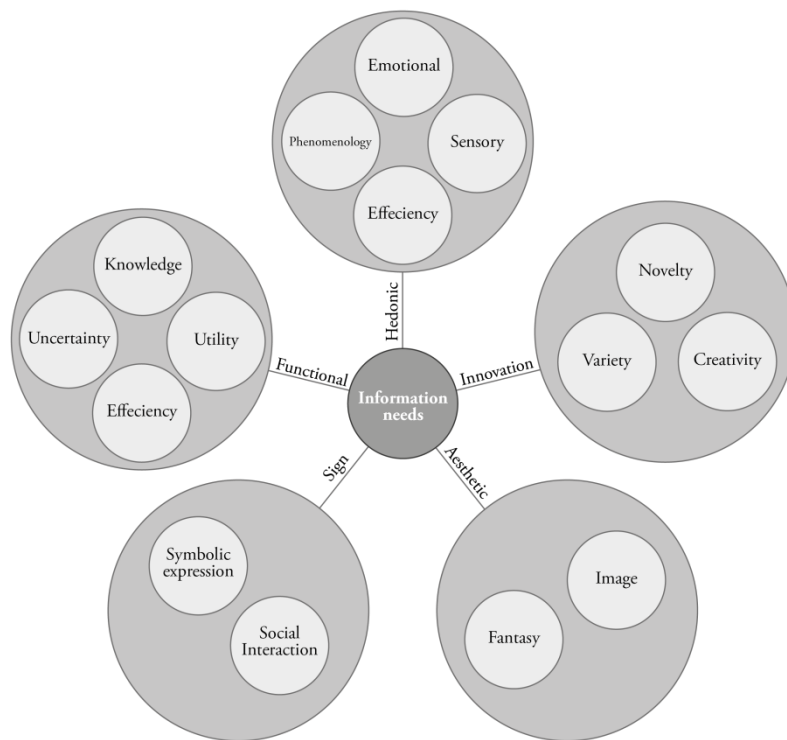 Emotional
Phenomenology
Sensory
Effeciency
Hedonic
Knowledge
Uncertainty
Utility
Effeciency
Functional
Novelty
Variety
Creativity
Innovation
Information
needs
Sign
Aesthetic
Symbolic
expression
Social
Interaction
Image
Fantasy